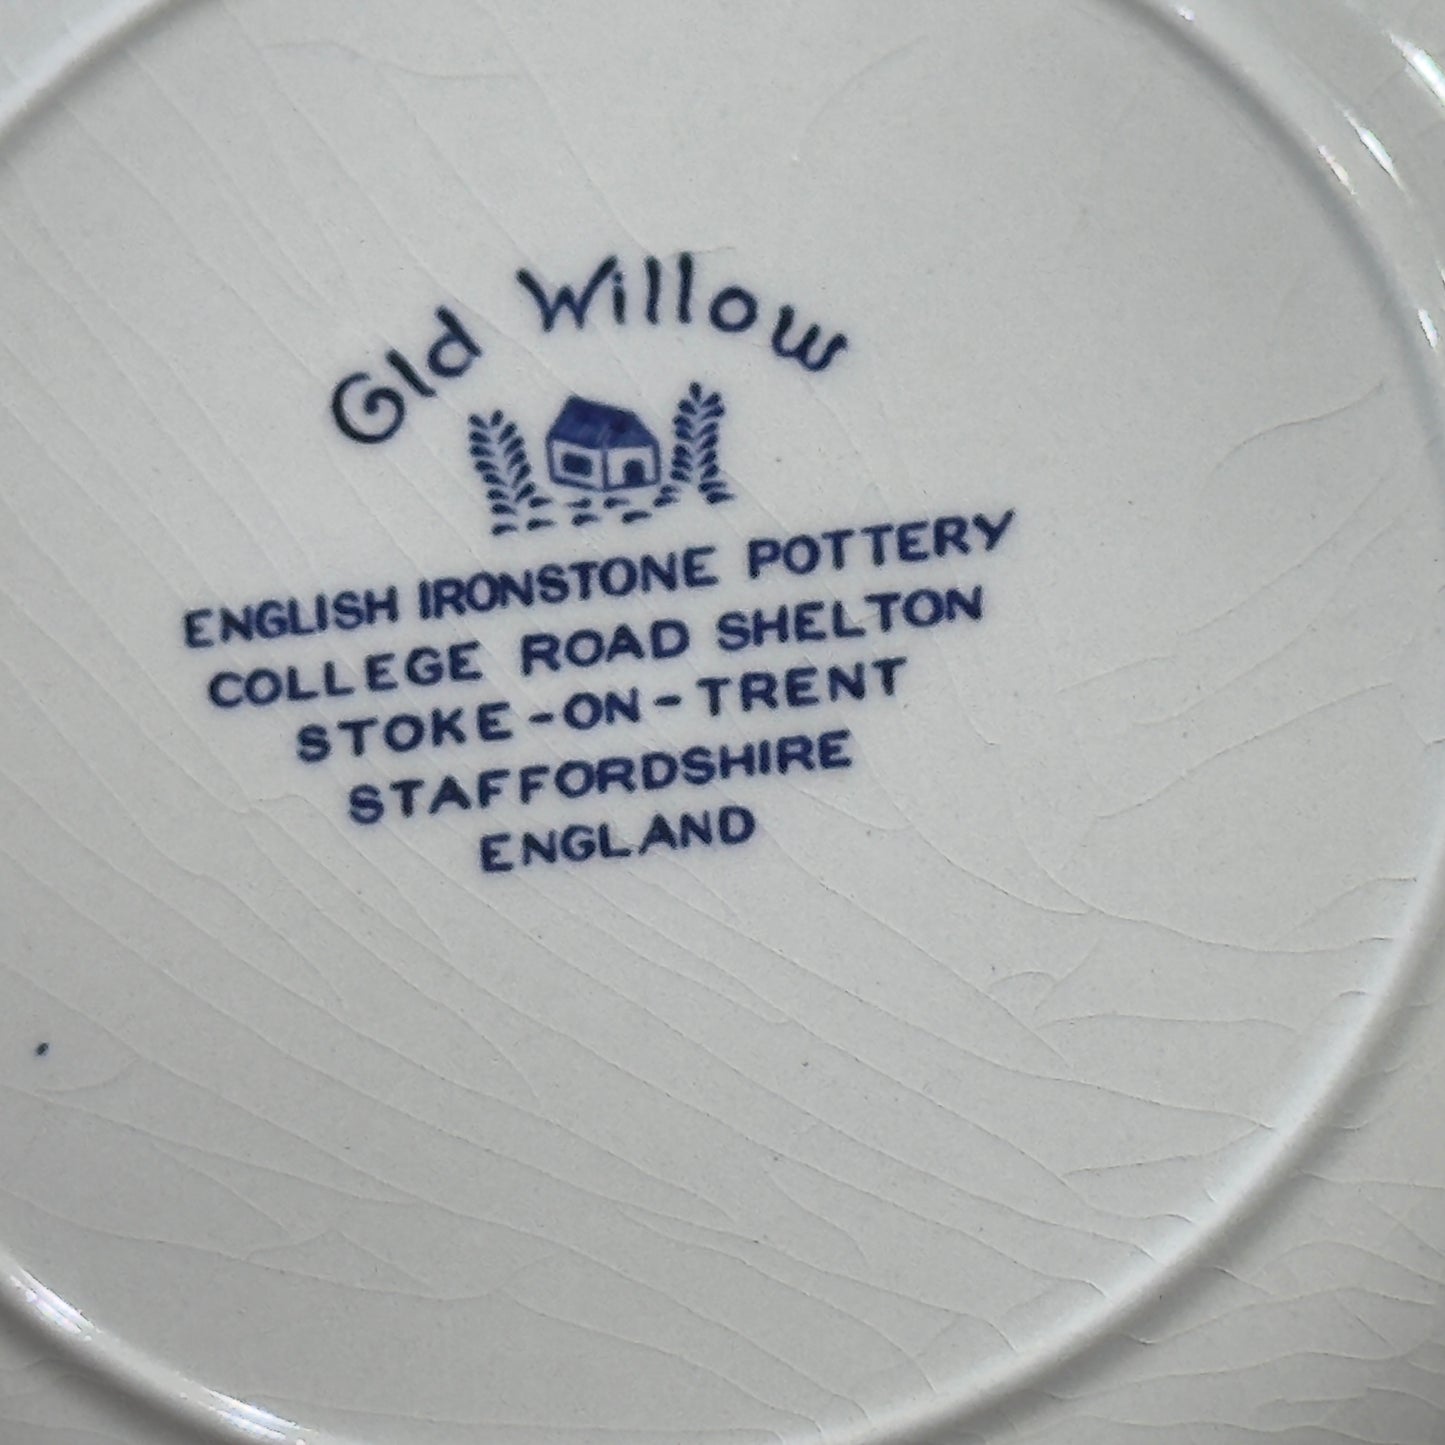 Old Willow
ENGLISH IRONSTONE POTTERY
COLLEGE ROAD SHELTON
STOKE-ON-TRENT
STAFFORDSHIRE
ENGLAND